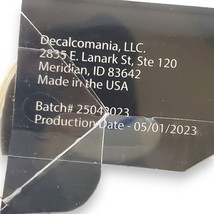 Decalcomania, LLC.
2835 E. Lanark St, Ste 120
Meridian, ID 83642
Made in the USA
Batch# 25043023
Production Date - 05/01/2023